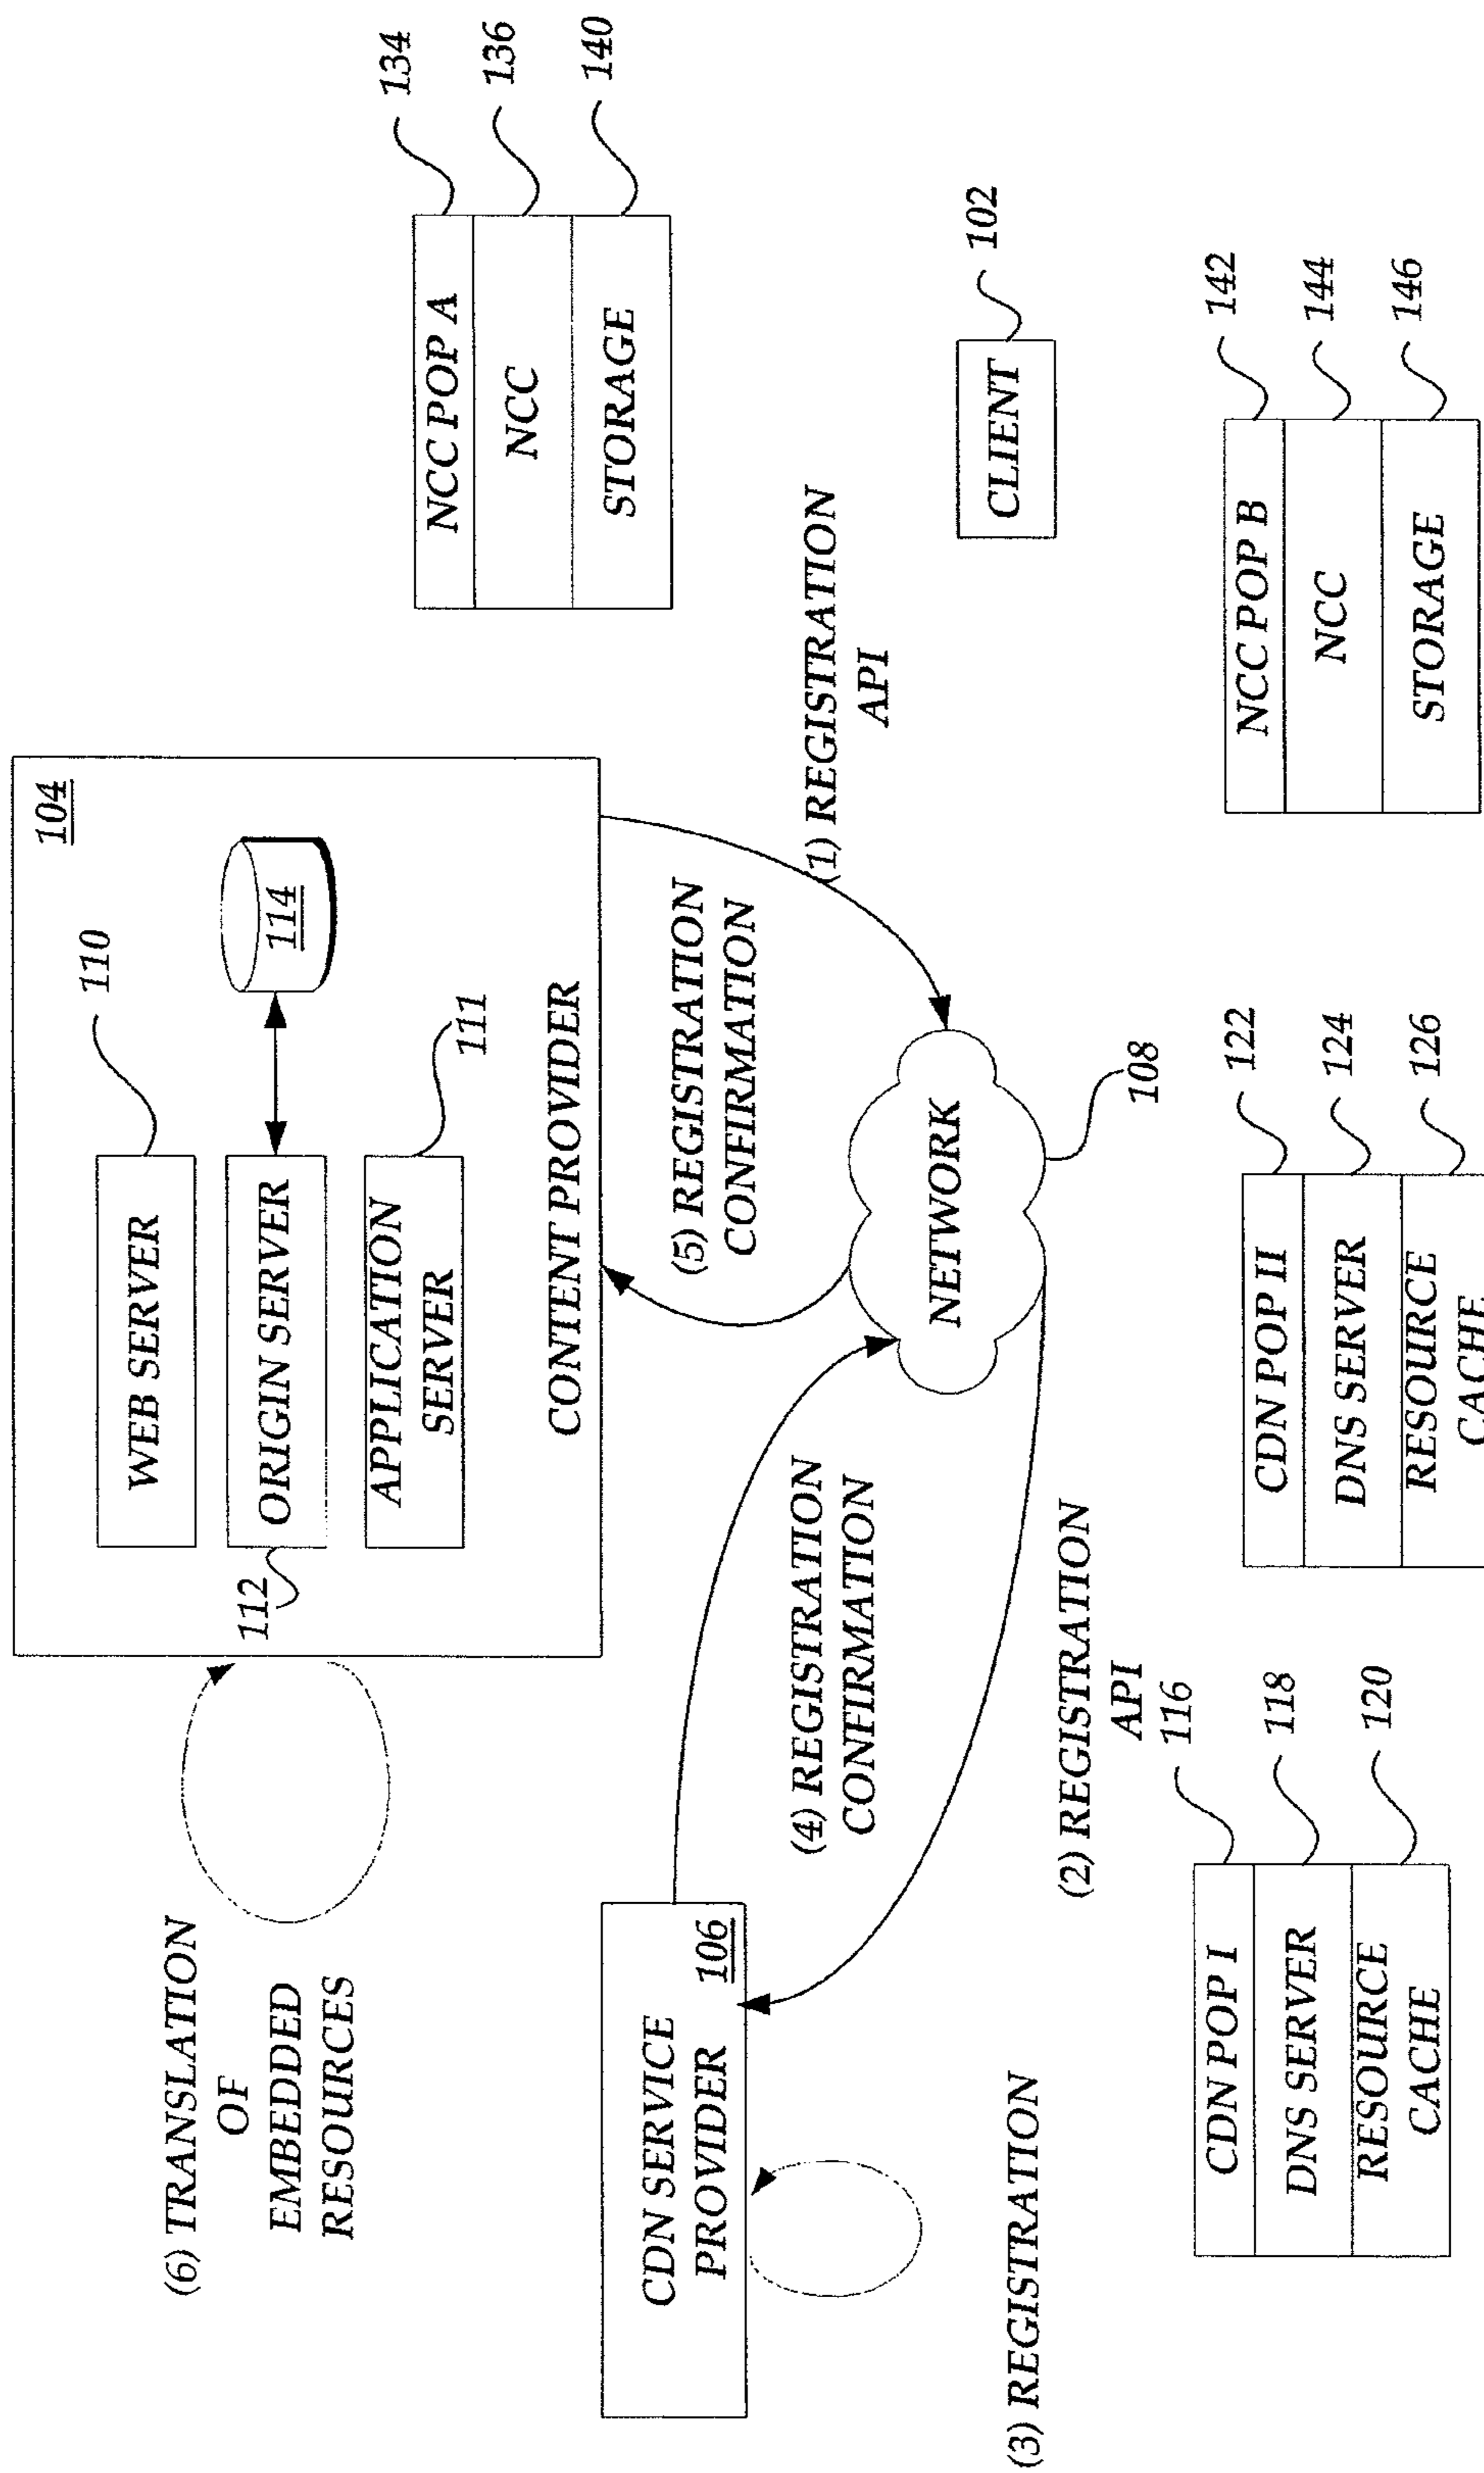 104
110
WEB SERVER
ORIGIN SERVER
112
114
APPLICATION
SERVER
111
CONTENT PROVIDER
(6) TRANSLATION
OF
EMBEDDED
RESOURCES
NCC POP A
NCC
STORAGE
134
136
140
CDN SERVICE
PROVIDER
106
(5) REGISTRATION
CONFIRMATION
(4) REGISTRATION
CONFIRMATION
(1) REGISTRATION
API
NETWORK
108
CLIENT
102
(3) REGISTRATION
(2) REGISTRATION
API
CDN POP I
DNS SERVER
RESOURCE
CACHE
116
118
120
CDN POP II
DNS SERVER
RESOURCE
CACHE
122
124
126
NCC POP B
NCC
STORAGE
142
144
146